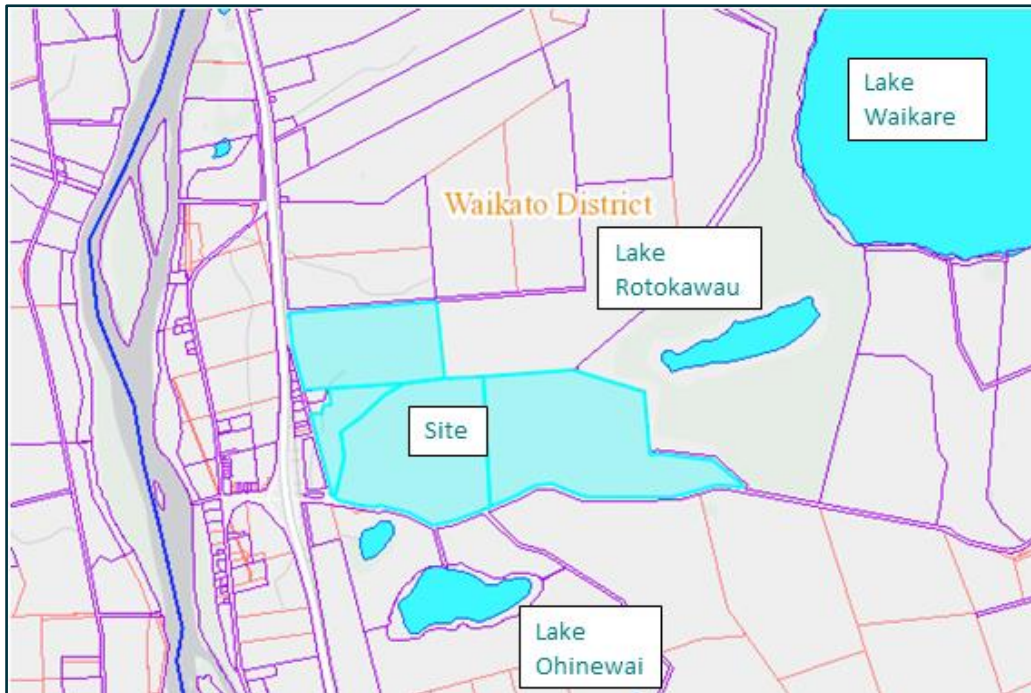 Lake
Waikare
Waikato District
Lake
Rotokawau
Site
Lake
Ohinewai